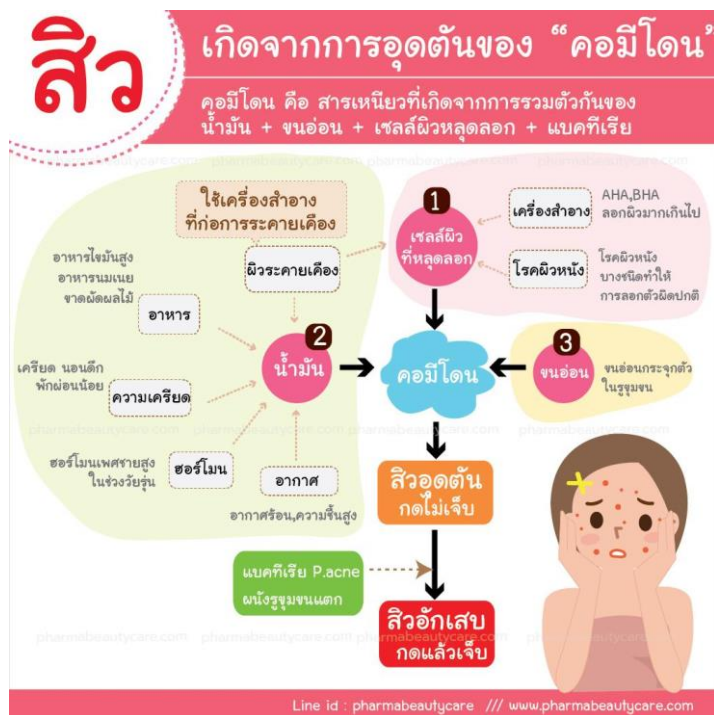 สิว
เกิดจากการอุดตันของ “คอมีโดน”
คอมีโดน คือ สารเหนียวที่เกิดจากการรวมตัวกันของ
น้ำมัน + ขนอ่อน + เซลล์ผิวหลุดลอก + แบคทีเรีย
ใช้เครื่องสำอาง
ที่ก่อการระคายเคือง
ผิวระคายเคือง
1
เซลล์ผิว
ที่หลุดลอก
เครื่องสำอาง
AHA,BHA
ลอกผิวมากเกินไป
โรคผิวหนัง
โรคผิวหนัง
บางชนิดทำให้
การลอกตัวผิดปกติ
อาหารไขมันสูง
อาหารนมเนย
ขาดผัดผลไม้
อาหาร
2
น้ำมัน
คอมีโดน
3
ขนอ่อน
ขนอ่อนกระจุกตัว
ในรูขุมขน
เครียด นอนดึก
พักผ่อนน้อย
ความเครียด
ฮอร์โมนเพศชายสูง
ในช่วงวัยรุ่น
ฮอร์โมน
อากาศ
อากาศร้อน,ความชื้นสูง
สิวอุดตัน
กดไม่เจ็บ
แบคทีเรีย P.acne
ผนังรูขุมขนแตก
สิวอักเสบ
กดแล้วเจ็บ
pharmabeautycare.com
Line id : pharmabeautycare /// www.pharmabeautycare.com